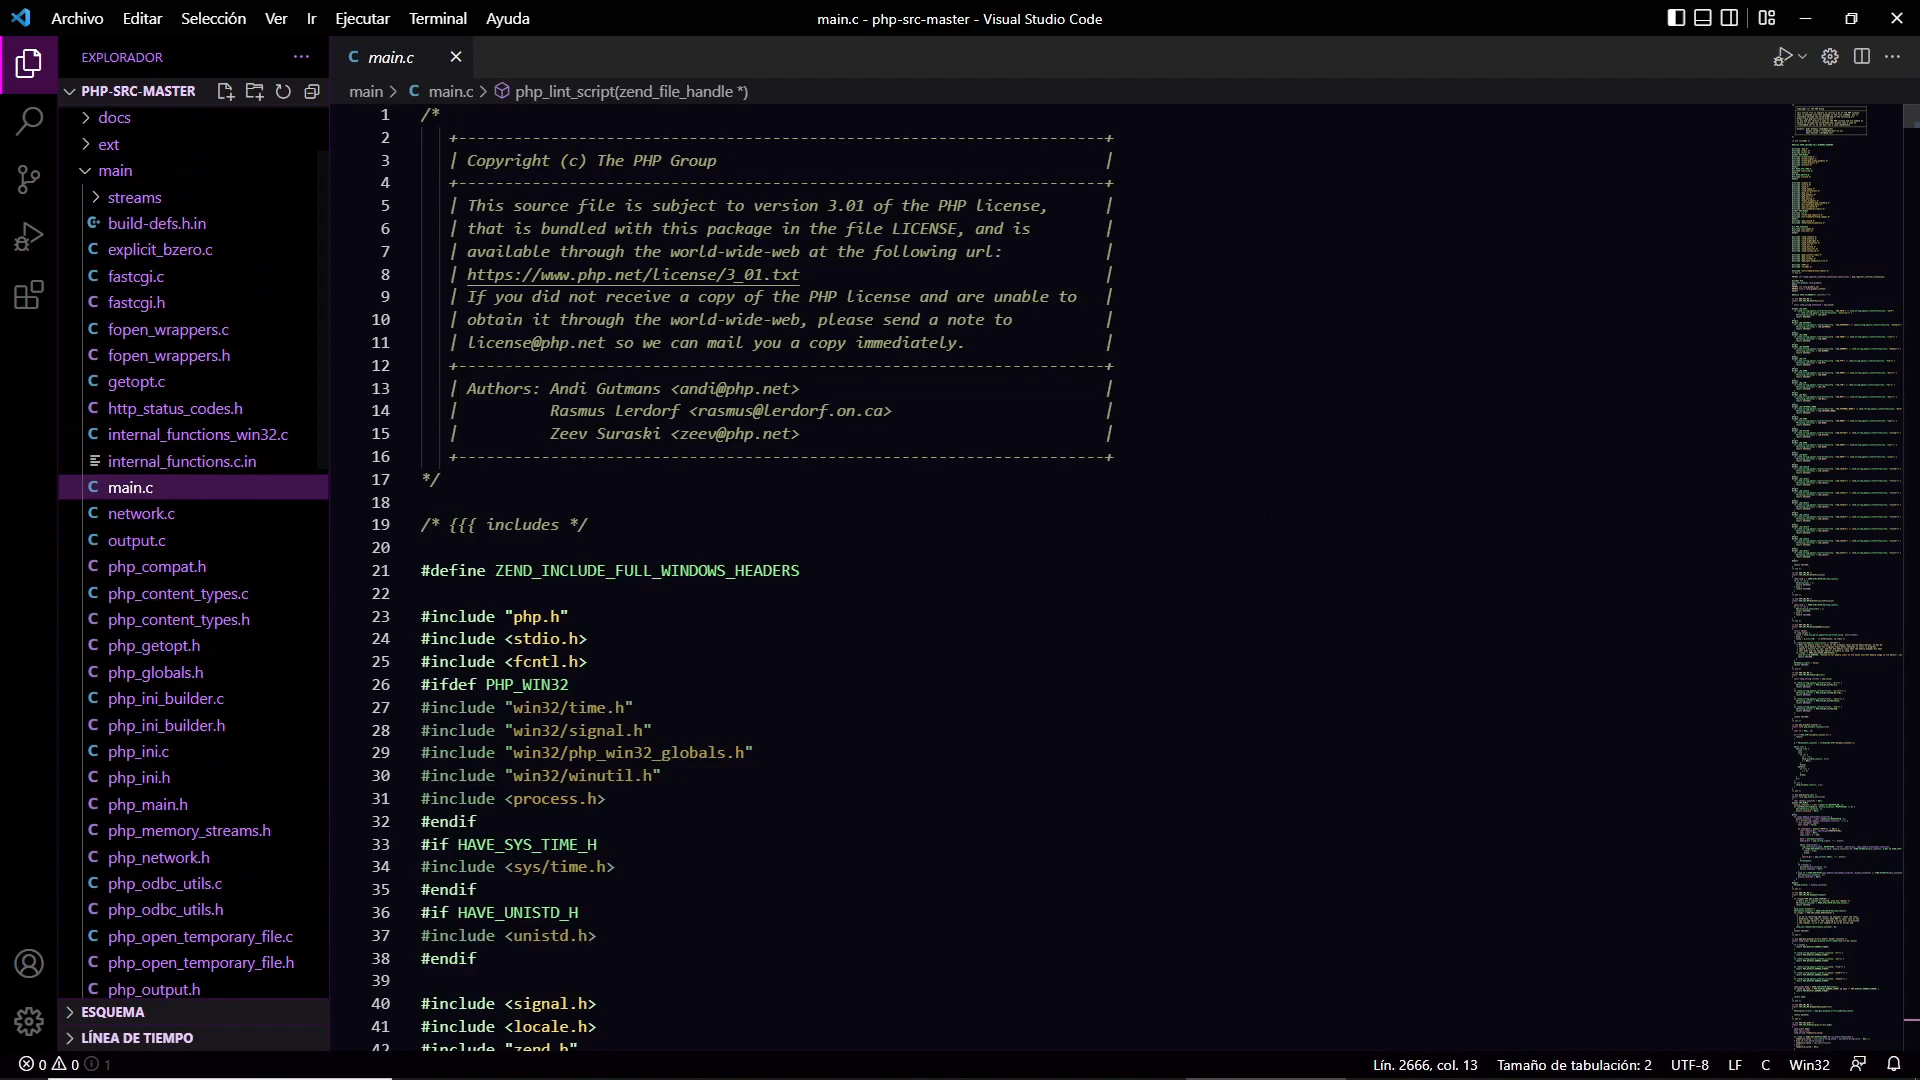 Archivo Editar Selección Ver Ir Ejecutar Terminal Ayuda
main.c - php-src-master - Visual Studio Code
EXPLORADOR
PHP-SRC-MASTER
docs
ext
main
streams
build-defs.h.in
explicit_bzero.c
fastcgi.c
fastcgi.h
fopen_wrappers.c
fopen_wrappers.h
getopt.c
http_status_codes.h
internal_functions_win32.c
internal_functions.c.in
main.c
network.c
output.c
php_compat.h
php_content_types.c
php_content_types.h
php_getopt.h
php_globals.h
php_ini_builder.c
php_ini_builder.h
php_ini.c
php_ini.h
php_main.h
php_memory_streams.h
php_network.h
php_odbc_utils.c
php_odbc_utils.h
php_open_temporary_file.c
php_open_temporary_file.h
php_output.h
ESQUEMA
LÍNEA DE TIEMPO
C main.c
main > C main.c > php_lint_script(zend_file_handle *)
1 /*
2 +----------------------------------------------------------------------+
3 | Copyright (c) The PHP Group |
4 +----------------------------------------------------------------------+
5 | This source file is subject to version 3.01 of the PHP license, |
6 | that is bundled with this package in the file LICENSE, and is |
7 | available through the world-wide-web at the following url: |
8 | https://www.php.net/license/3_01.txt |
9 | If you did not receive a copy of the PHP license and are unable to |
10 | obtain it through the world-wide-web, please send a note to |
11 | license@php.net so we can mail you a copy immediately. |
12 +----------------------------------------------------------------------+
13 | Authors: Andi Gutmans <andi@php.net> |
14 | Rasmus Lerdorf <rasmus@lerdorf.on.ca> |
15 | Zeev Suraski <zeev@php.net> |
16 +----------------------------------------------------------------------+
17 */
18
19 /* {{{ includes */
20
21 #define ZEND_INCLUDE_FULL_WINDOWS_HEADERS
22
23 #include "php.h"
24 #include <stdio.h>
25 #include <fcntl.h>
26 #ifdef PHP_WIN32
27 #include "win32/time.h"
28 #include "win32/signal.h"
29 #include "win32/php_win32_globals.h"
30 #include "win32/winutil.h"
31 #include <process.h>
32 #endif
33 #if HAVE_SYS_TIME_H
34 #include <sys/time.h>
35 #endif
36 #if HAVE_UNISTD_H
37 #include <unistd.h>
38 #endif
39
40 #include <signal.h>
41 #include <locale.h>
42 #include "zend.h"
0 0 1
Lín. 2666, col. 13 Tamaño de tabulación: 2 UTF-8 LF C Win32